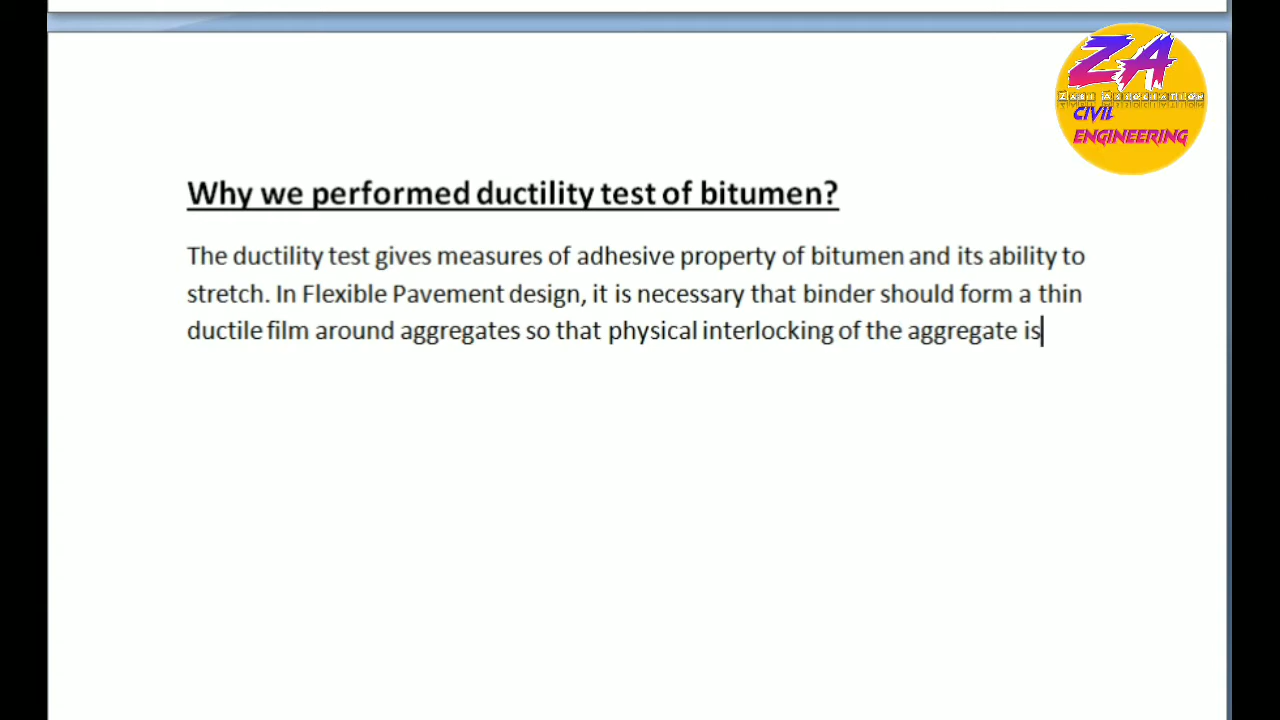 ZA
CIVIL
ENGINEERING
Why we performed ductility test of bitumen?
The ductility test gives measures of adhesive property of bitumen and its ability to
stretch. In Flexible Pavement design, it is necessary that binder should form a thin
ductile film around aggregates so that physical interlocking of the aggregate is